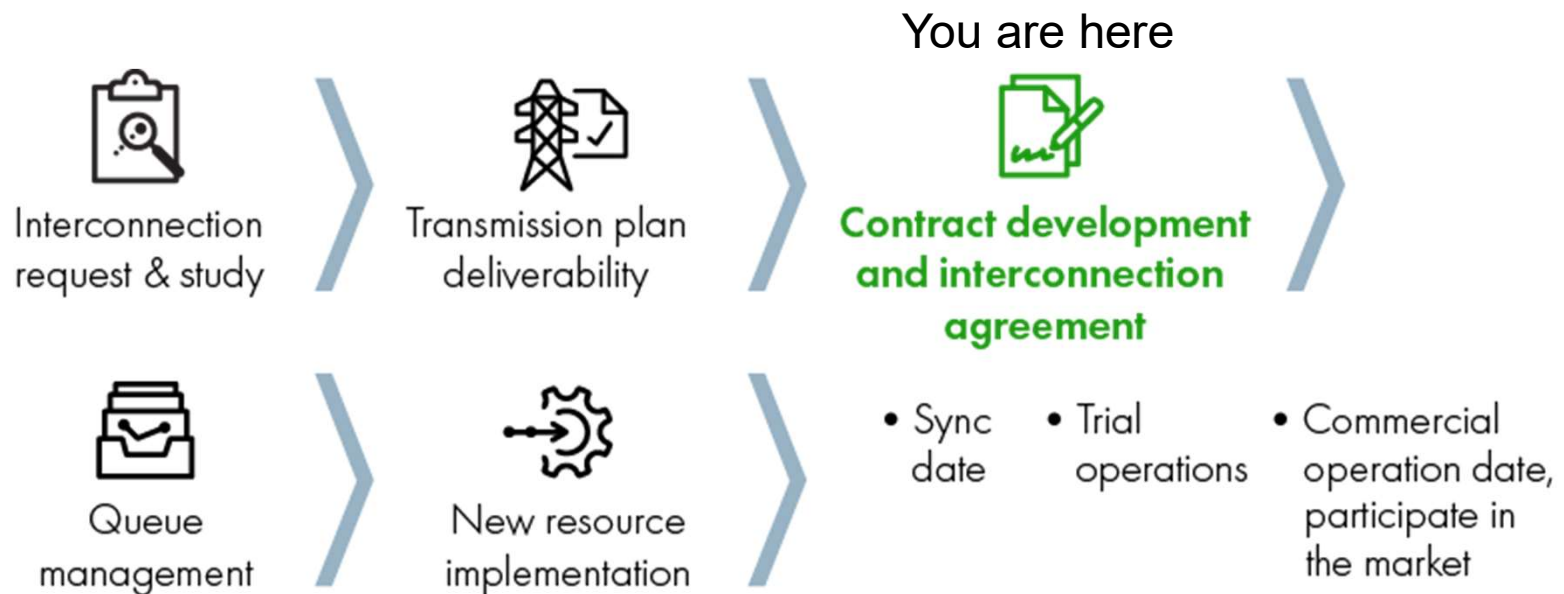 You are here
Interconnection
request & study
Transmission plan
deliverability
Contract development
and interconnection
agreement
Queue
management
New resource
implementation
• Sync
date
• Trial
operations
• Commercial
operation date,
participate in
the market